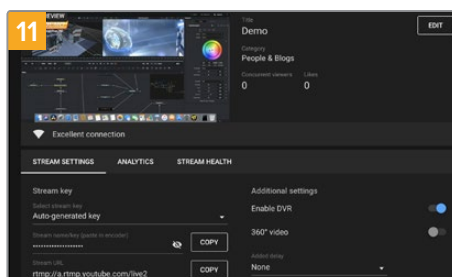 11
PREVIEW
Title
Demo
EDIT
Category
People & Blogs
Concurrent viewers Likes
0 0
Excellent connection
STREAM SETTINGS ANALYTICS STREAM HEALTH
Stream key
Additional settings
Select stream key
Auto-generated key
Enable DVR
Stream name/key (paste in encoder)
COPY
360° video
Stream URL
rtmp://a.rtmp.youtube.com/live2
COPY
Added delay
None